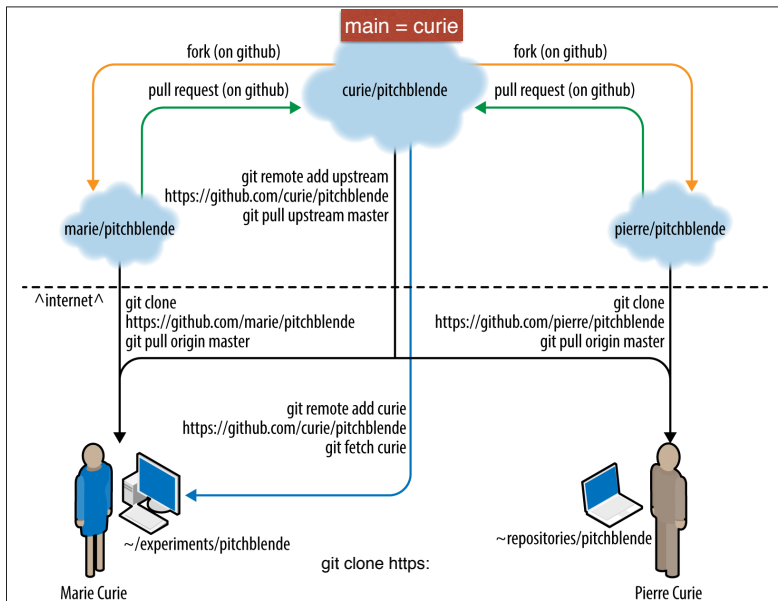 main = curie
fork (on github)
fork (on github)
pull request (on github)
curie/pitchblende
pull request (on github)
git remote add upstream
https://github.com/curie/pitchblende
git pull upstream master
marie/pitchblende
pierre/pitchblende
^internet^
git clone
https://github.com/marie/pitchblende
git pull origin master
git clone
https://github.com/pierre/pitchblende
git pull origin master
git remote add curie
https://github.com/curie/pitchblende
git fetch curie
~/experiments/pitchblende
~repositories/pitchblende
git clone https:
Marie Curie
Pierre Curie